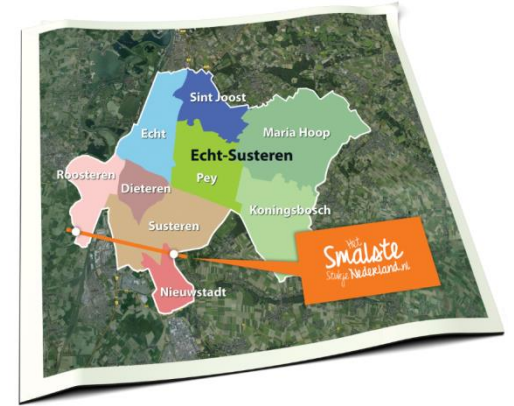 Sint Joost
Echt
Maria Hoop
Echt-Susteren
Roosteren
Pey
Dieteren
Koningsbosch
Susteren
Het
Smalste
Stukje Nederland.nl
Nieuwstadt